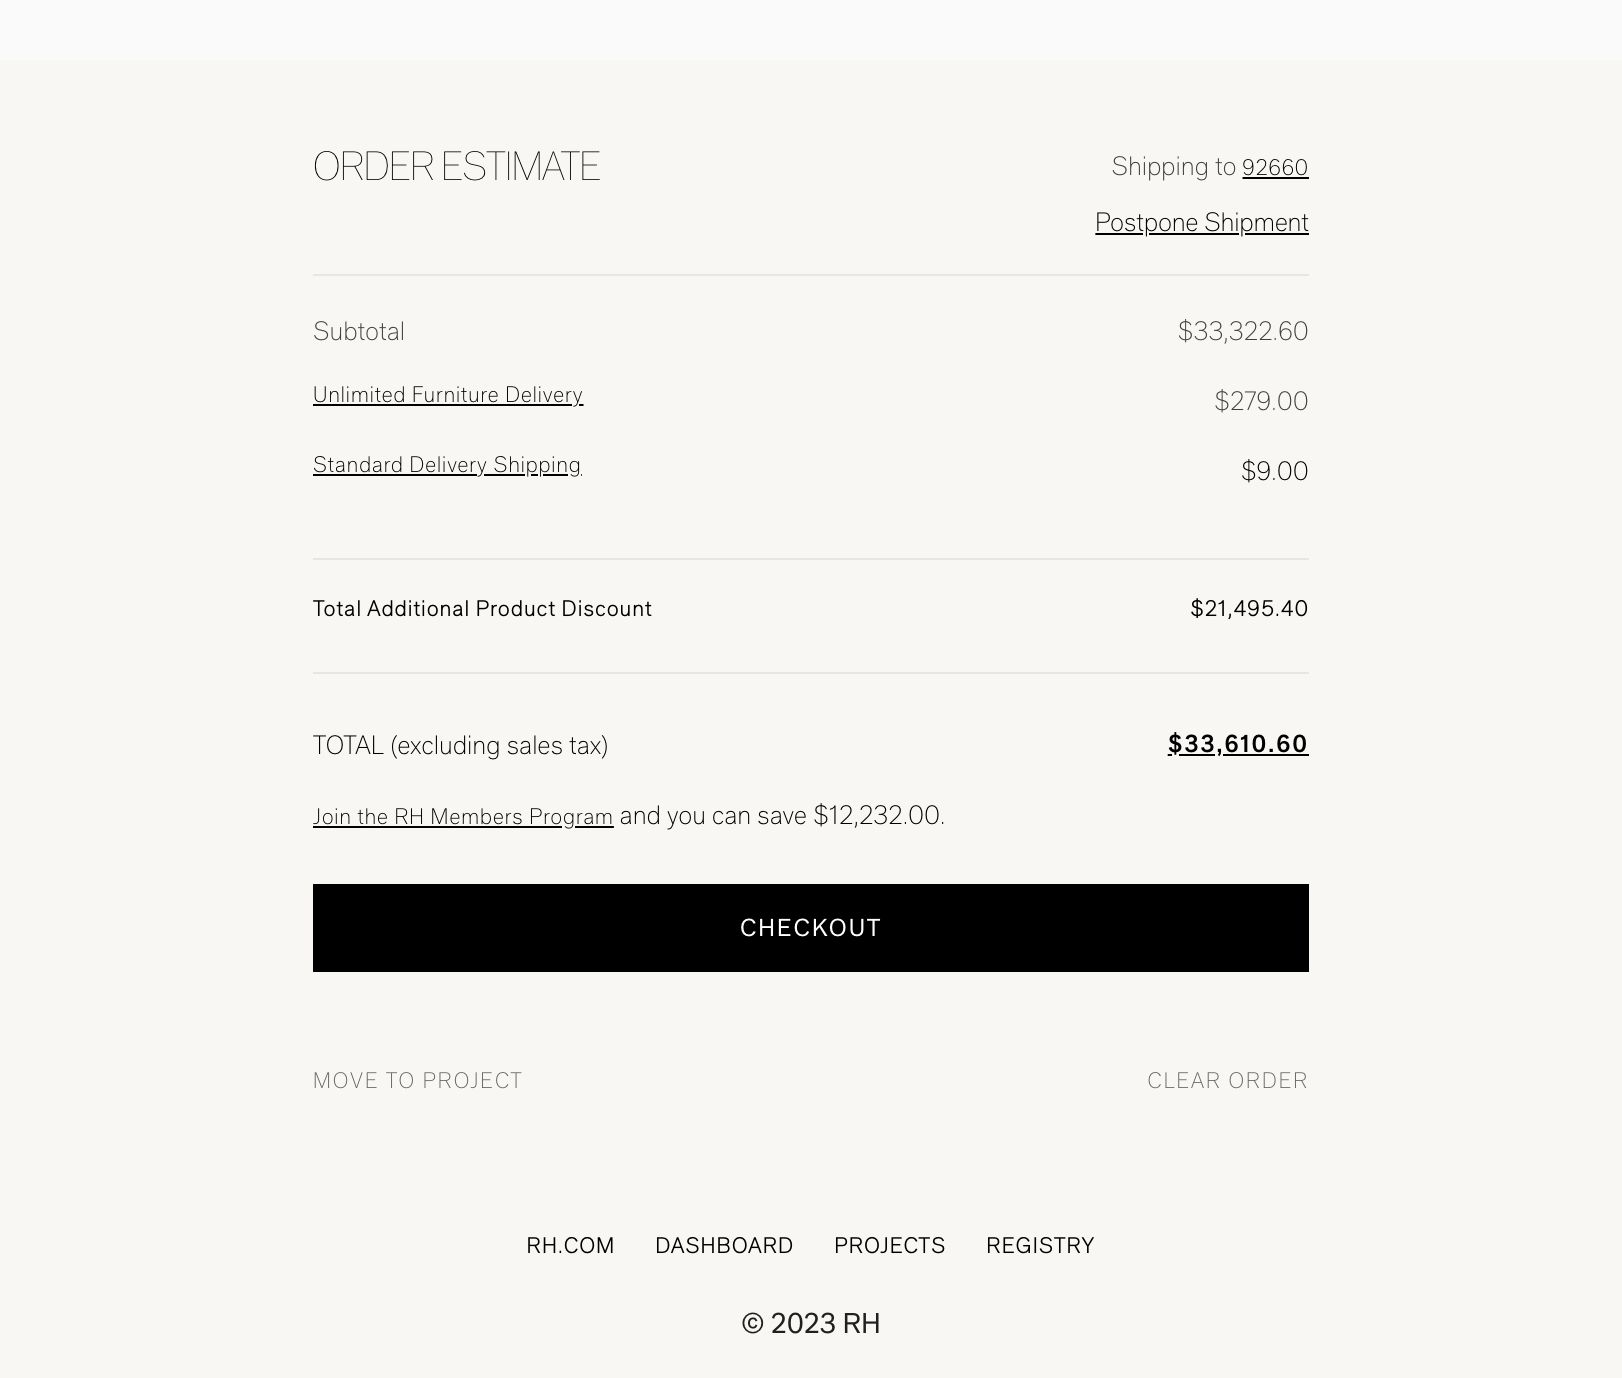 ORDER ESTIMATE
Shipping to 92660
Postpone Shipment
Subtotal $33,322.60
Unlimited Furniture Delivery $279.00
Standard Delivery Shipping $9.00
Total Additional Product Discount $21,495.40
TOTAL (excluding sales tax) $33,610.60
Join the RH Members Program and you can save $12,232.00.
CHECKOUT
MOVE TO PROJECT CLEAR ORDER
RH.COM DASHBOARD PROJECTS REGISTRY
© 2023 RH